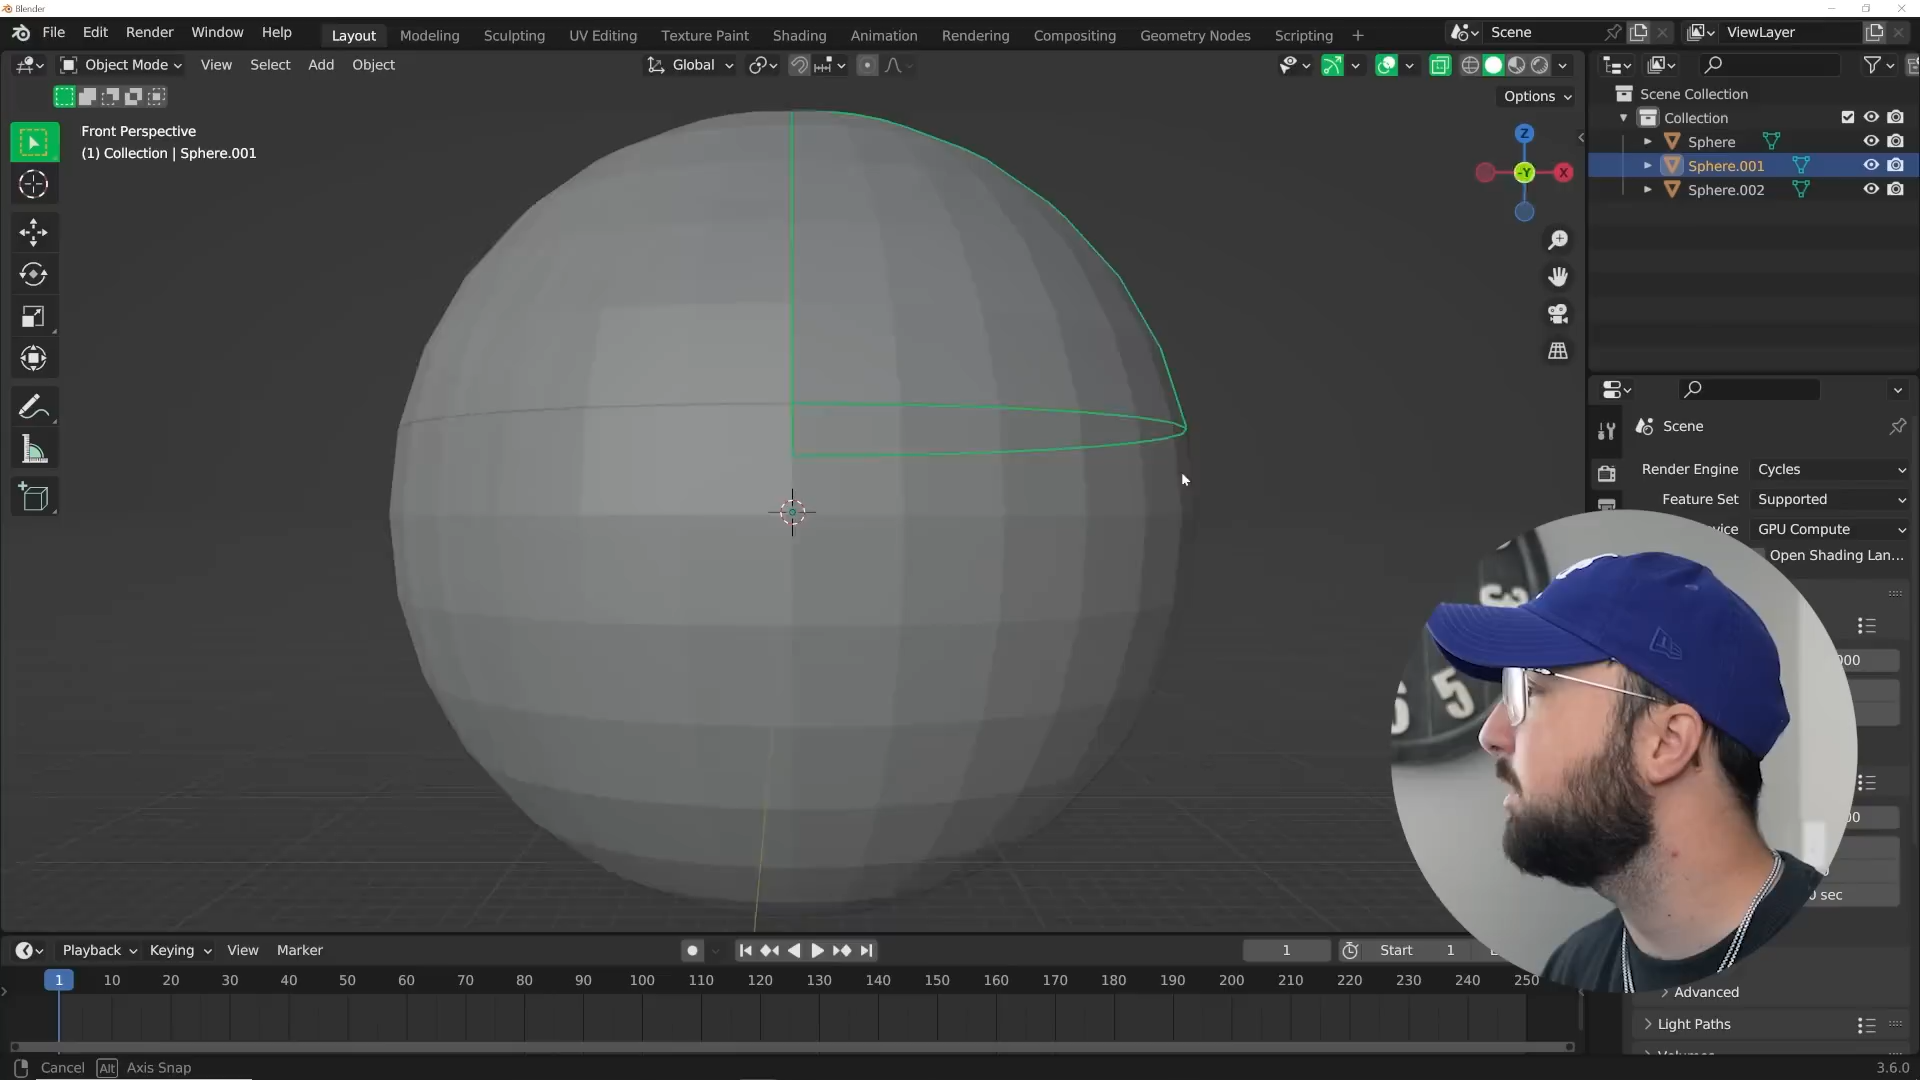 Blender
File Edit Render Window Help
Layout Modeling Sculpting UV Editing Texture Paint Shading Animation Rendering Compositing Geometry Nodes Scripting +
Scene
ViewLayer
Object Mode View Select Add Object
Global
Options
Front Perspective
(1) Collection | Sphere.001
Z
-Y
X
Scene Collection
Collection
Sphere
Sphere.001
Sphere.002
Scene
Render Engine Cycles
Feature Set Supported
GPU Compute
Open Shading Lan...
sec
Advanced
Light Paths
5
Playback Keying View Marker
1
Start 1
1 10 20 30 40 50 60 70 80 90 100 110 120 130 140 150 160 170 180 190 200 210 220 230 240 250
Cancel Alt Axis Snap
3.6.0